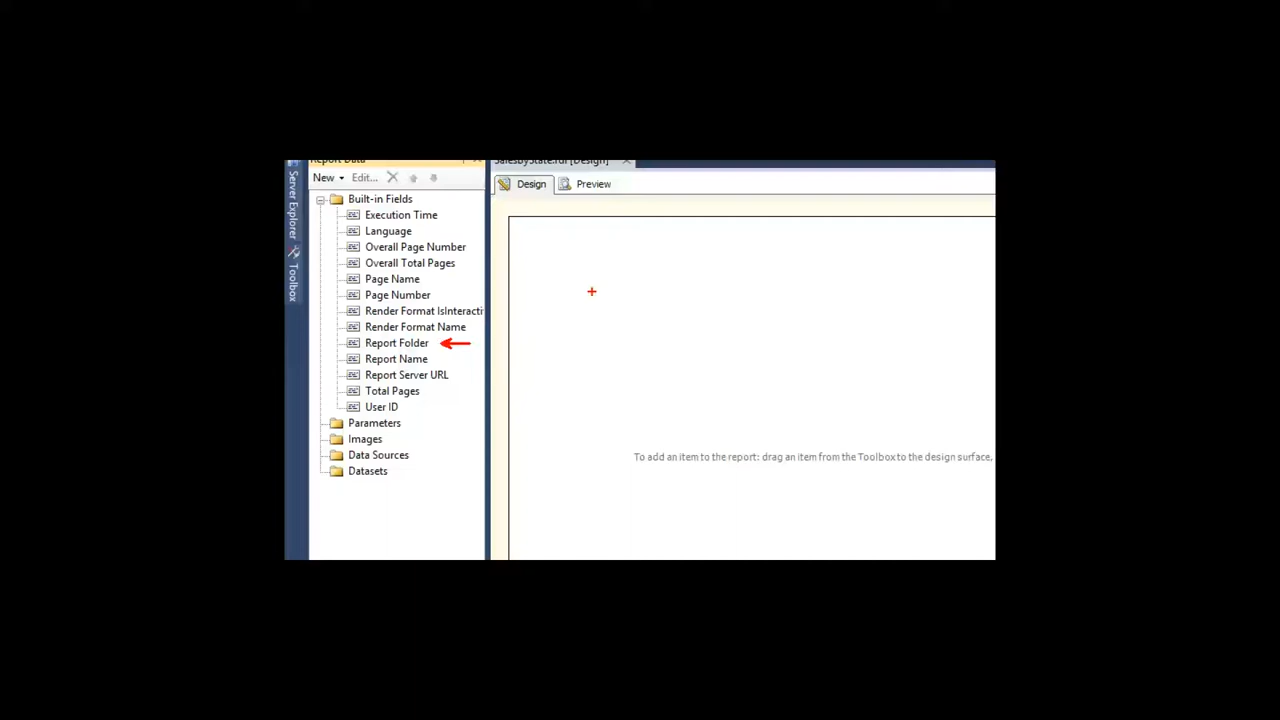 Report Data
SalesbyState.rdl [Design]
New
Edit...
Design
Preview
Server Explorer
Toolbox
Built-in Fields
Execution Time
Language
Overall Page Number
Overall Total Pages
Page Name
Page Number
Render Format IsInteracti
Render Format Name
Report Folder
Report Name
Report Server URL
Total Pages
User ID
Parameters
Images
Data Sources
Datasets
To add an item to the report: drag an item from the Toolbox to the design surface,